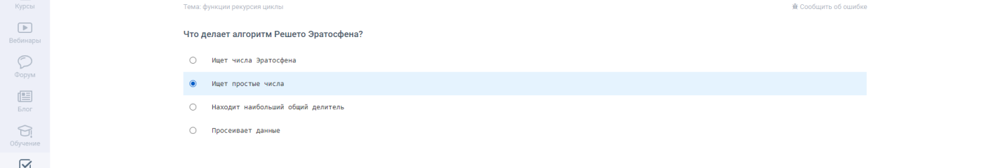 Курсы
Вебинары
Форум
Блог
Обучение
Тема: функции рекурсия циклы
Сообщить об ошибке
Что делает алгоритм Решето Эратосфена?
Ищет числа Эратосфена
Ищет простые числа
Находит наибольший общий делитель
Просеивает данные